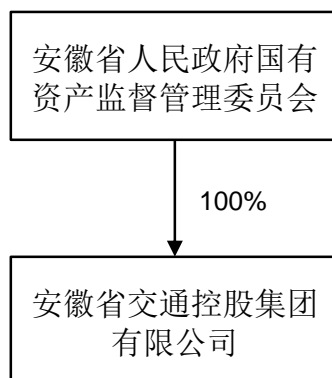 安徽省人民政府国有
资产监督管理委员会
100%
安徽省交通控股集团
有限公司